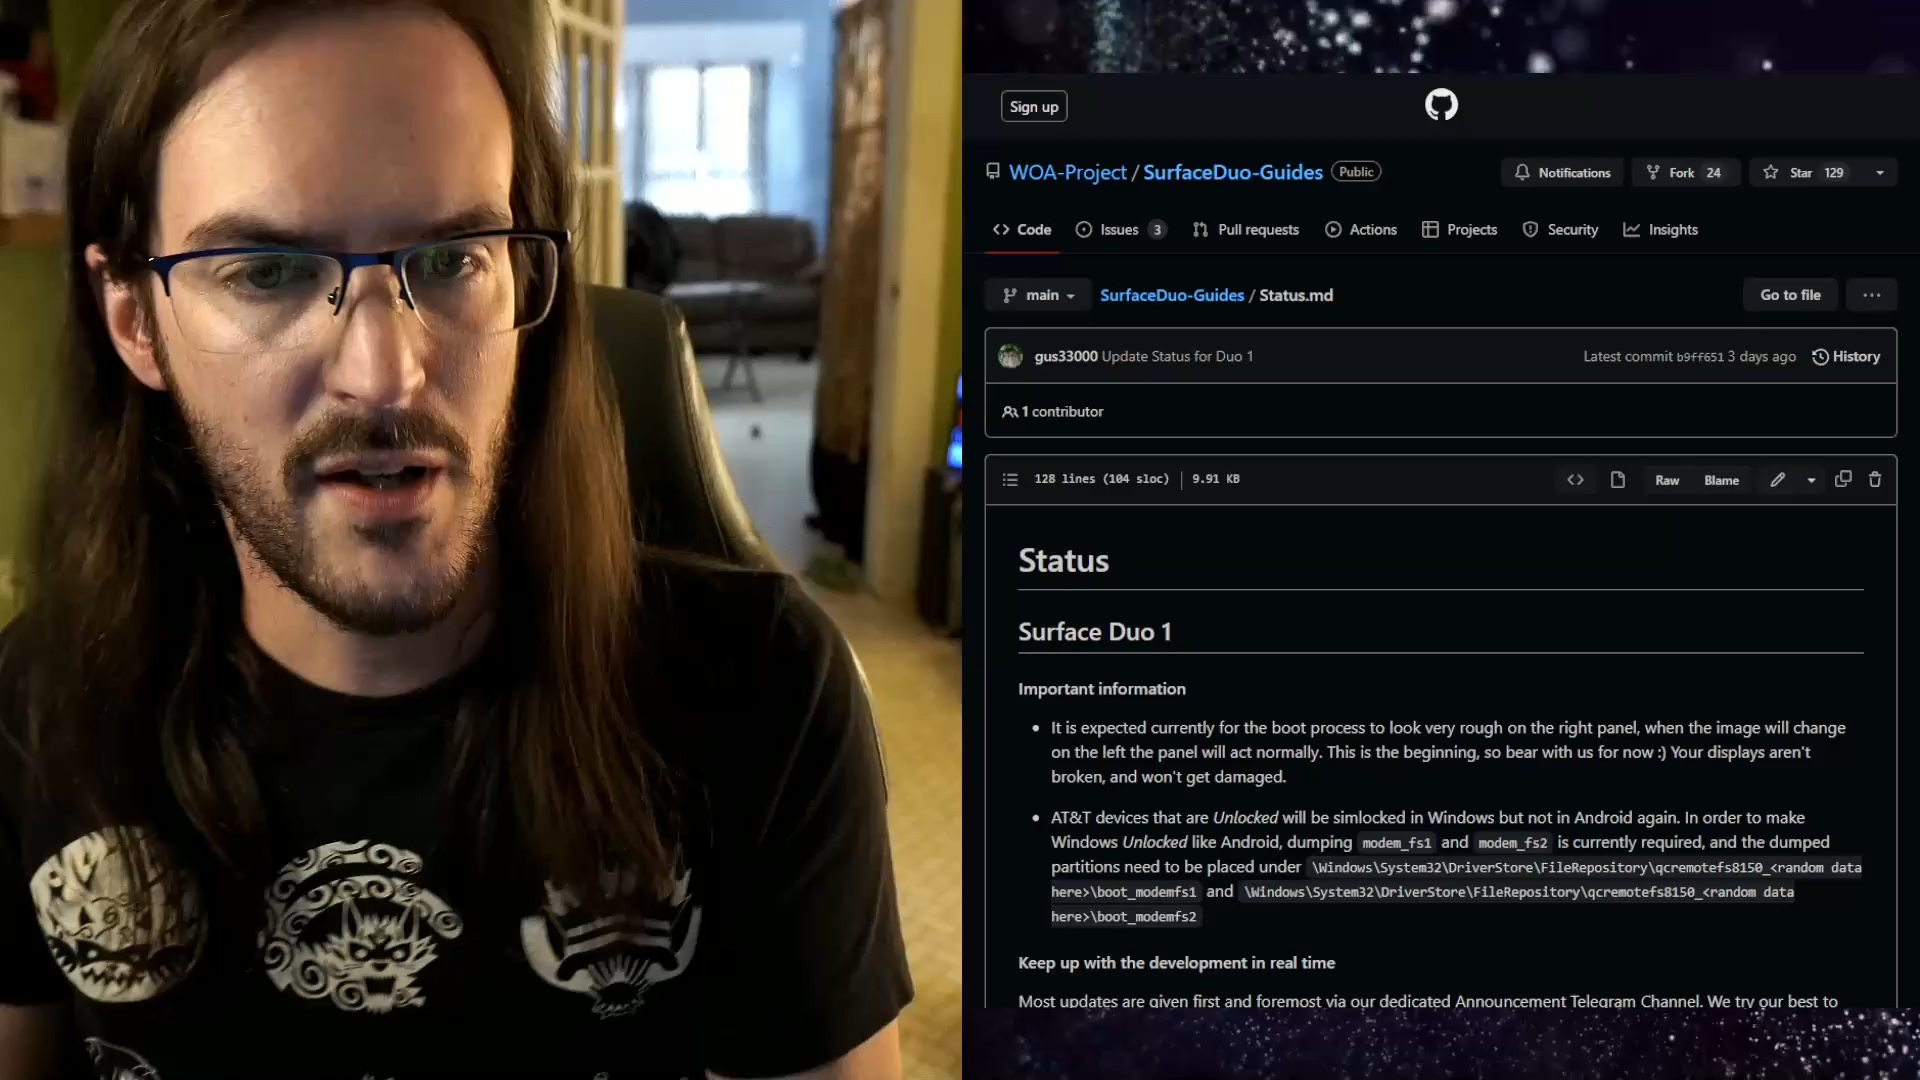 Sign up
WOA-Project / SurfaceDuo-Guides Public
Notifications Fork 24 Star 129
Code Issues 3 Pull requests Actions Projects Security Insights
main SurfaceDuo-Guides / Status.md Go to file ...
gus33000 Update Status for Duo 1 Latest commit b9ff651 3 days ago History
1 contributor
128 lines (104 sloc) 9.91 KB Raw Blame
Status
Surface Duo 1
Important information
• It is expected currently for the boot process to look very rough on the right panel, when the image will change
on the left the panel will act normally. This is the beginning, so bear with us for now :) Your displays aren't
broken, and won't get damaged.
• AT&T devices that are Unlocked will be simlocked in Windows but not in Android again. In order to make
Windows Unlocked like Android, dumping modem_fs1 and modem_fs2 is currently required, and the dumped
partitions need to be placed under \Windows\System32\DriverStore\FileRepository\qcremotefs8150_<random data
here>\boot_modemfs1 and \Windows\System32\DriverStore\FileRepository\qcremotefs8150_<random data
here>\boot_modemfs2
Keep up with the development in real time
Most updates are given first and foremost via our dedicated Announcement Telegram Channel. We try our best to